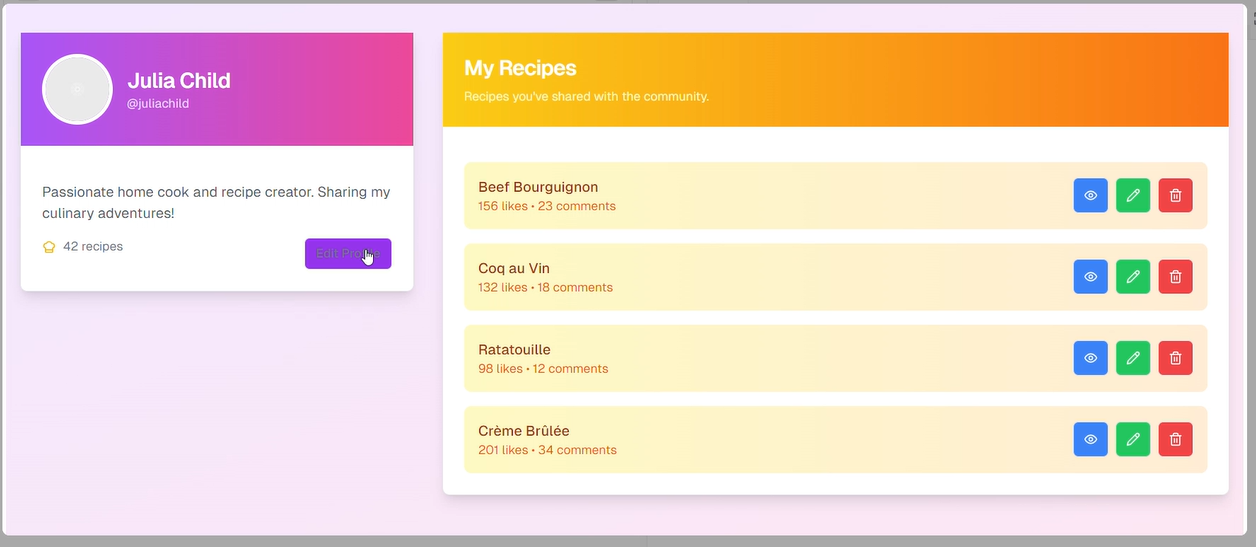 Julia Child
@juliachild
Passionate home cook and recipe creator. Sharing my
culinary adventures!
42 recipes
Edit Profile
My Recipes
Recipes you've shared with the community.
Beef Bourguignon
156 likes • 23 comments
Coq au Vin
132 likes • 18 comments
Ratatouille
98 likes • 12 comments
Crème Brûlée
201 likes • 34 comments